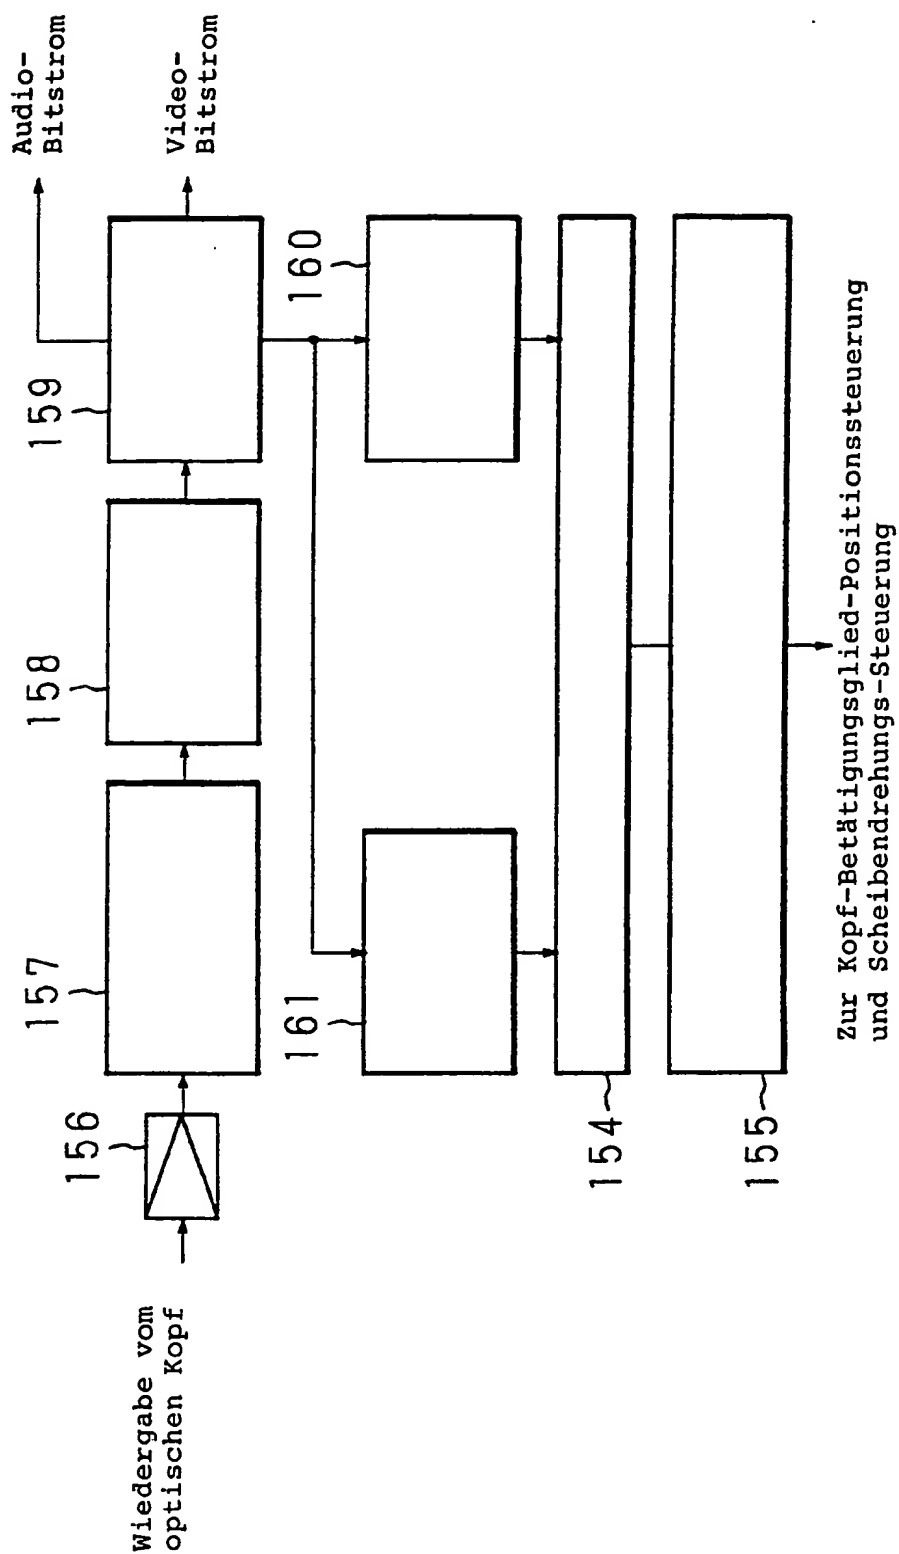 Audio-
Bitstrom
Video-
Bitstrom
159
160
158
157
161
156
154
155
Wiedergabe vom
optischen Kopf
Zur Kopf-Betätigungsglied-Positionssteuerung
und Scheibendrehungs-Steuerung